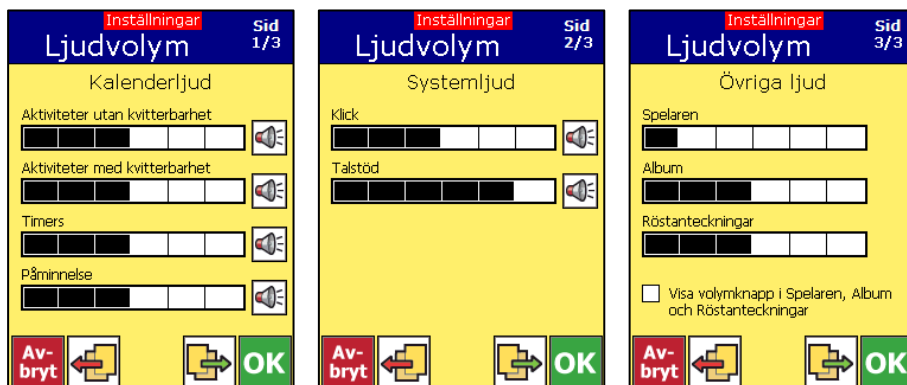 Inställningar
Ljudvolym
Sid
1/3
Kalenderljud
Aktiviteter utan kvitterbarhet
Aktiviteter med kvitterbarhet
Timers
Påminnelse
Av-
bryt
OK
Inställningar
Ljudvolym
Sid
2/3
Systemljud
Klick
Talstöd
Av-
bryt
OK
Inställningar
Ljudvolym
Sid
3/3
Övriga ljud
Spelaren
Album
Röstanteckningar
Visa volymknapp i Spelaren, Album
och Röstanteckningar
Av-
bryt
OK